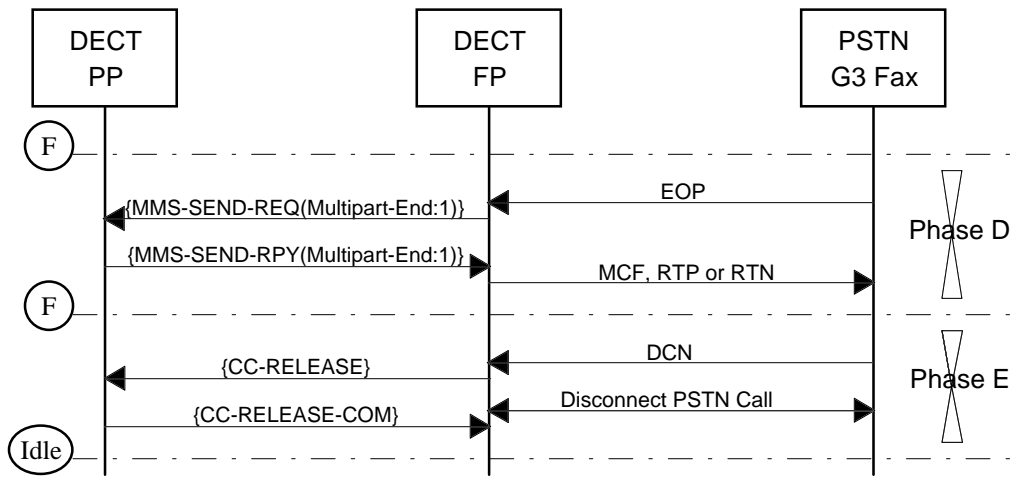 DECT
PP
DECT
FP
PSTN
G3 Fax
F
EOP
{MMS-SEND-REQ(Multipart-End:1)}
Phase D
{MMS-SEND-RPY(Multipart-End:1)}
MCF, RTP or RTN
F
DCN
{CC-RELEASE}
Phase E
Disconnect PSTN Call
{CC-RELEASE-COM}
Idle